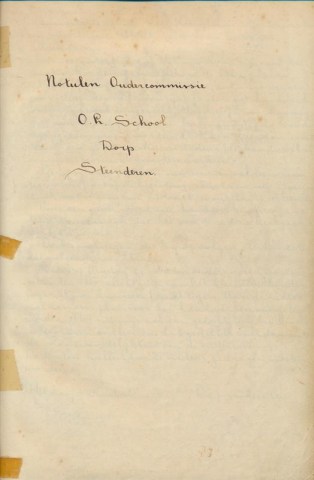 Notulen Oudercommissie
O L School
Dorp
Steenderen